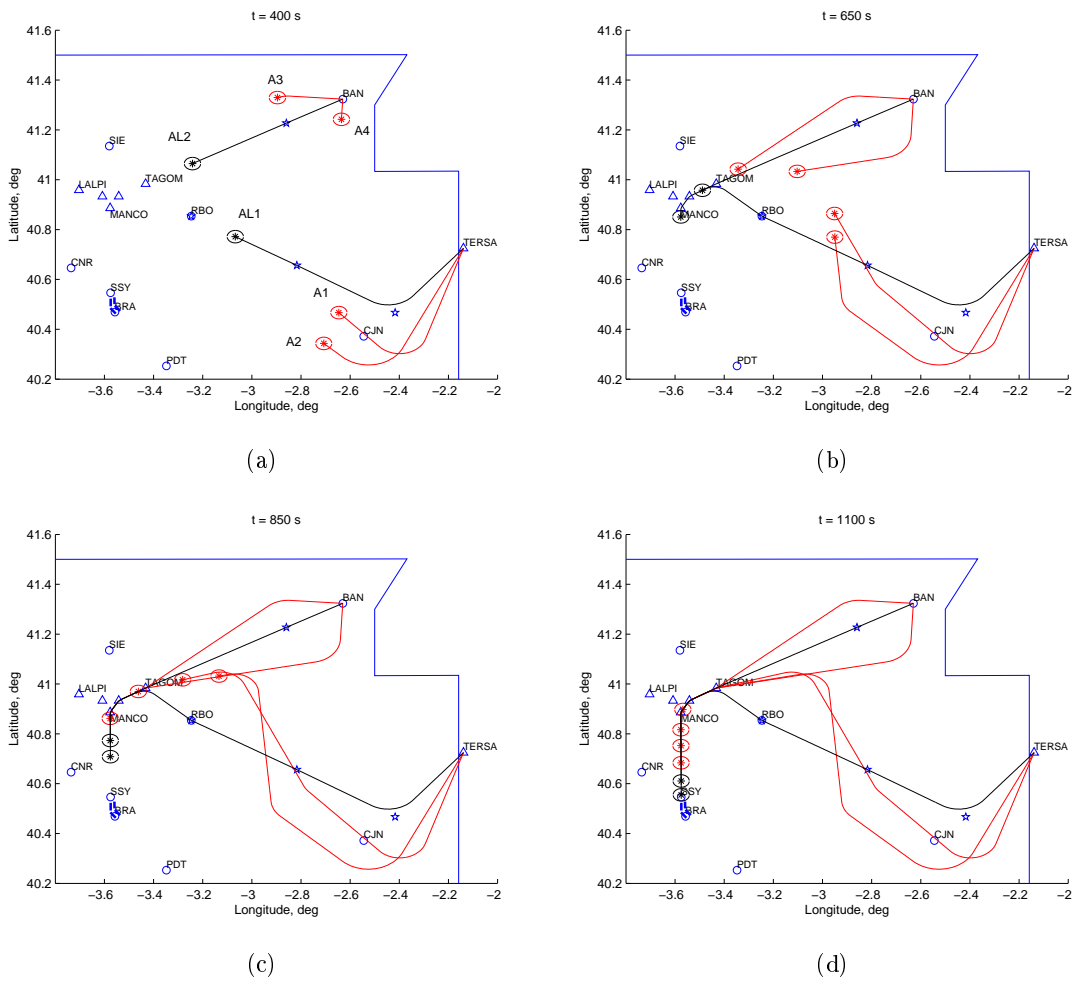 t = 400 s
41.6
41.4
41.2
41
40.8
40.6
40.4
40.2
Latitude, deg
A3
BAN
A4
AL2
SIE
TAGOM
LALPI
MANCO
RBO
AL1
TERSA
CNR
SSY
BRA
A1
A2
CJN
PDT
−3.6 −3.4 −3.2 −3 −2.8 −2.6 −2.4 −2.2 −2
Longitude, deg
(a)
t = 650 s
41.6
41.4
41.2
41
40.8
40.6
40.4
40.2
Latitude, deg
BAN
SIE
TAGOM
LALPI
MANCO
RBO
TERSA
CNR
SSY
BRA
CJN
PDT
−3.6 −3.4 −3.2 −3 −2.8 −2.6 −2.4 −2.2 −2
Longitude, deg
(b)
t = 850 s
41.6
41.4
41.2
41
40.8
40.6
40.4
40.2
Latitude, deg
BAN
SIE
TAGOM
LALPI
MANCO
RBO
TERSA
CNR
SSY
BRA
CJN
PDT
−3.6 −3.4 −3.2 −3 −2.8 −2.6 −2.4 −2.2 −2
Longitude, deg
(c)
t = 1100 s
41.6
41.4
41.2
41
40.8
40.6
40.4
40.2
Latitude, deg
BAN
SIE
TAGOM
LALPI
MANCO
RBO
TERSA
CNR
SSY
BRA
CJN
PDT
−3.6 −3.4 −3.2 −3 −2.8 −2.6 −2.4 −2.2 −2
Longitude, deg
(d)